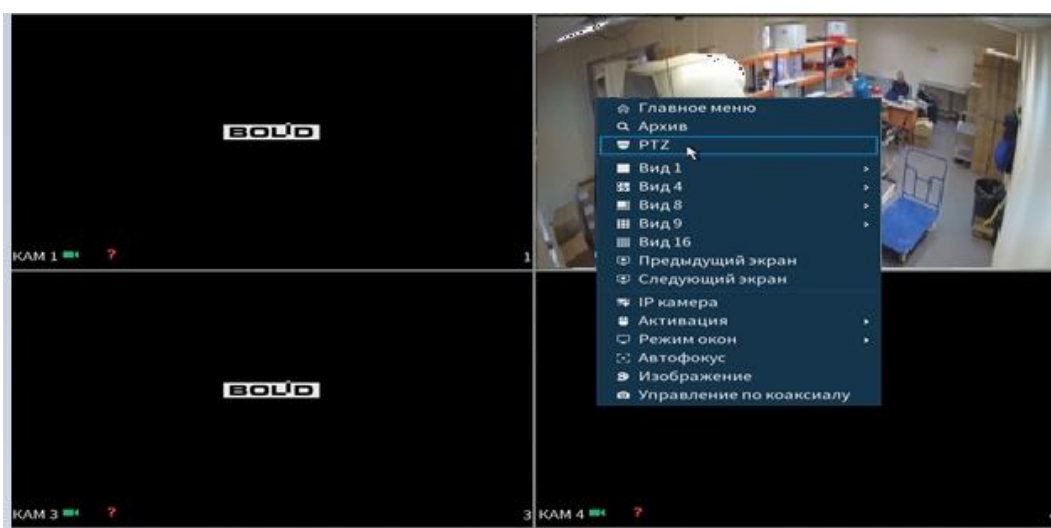 BOLID
Главное меню
Архив
PTZ
Вид 1
Вид 4
Вид 8
Вид 9
Вид 16
Предыдущий экран
Следующий экран
IP камера
Активация
Режим окон
Автофокус
Изображение
Управление по коаксиалу
КАМ 1 ?
1
BOLID
КАМ 3 ?
3
КАМ 4 ?